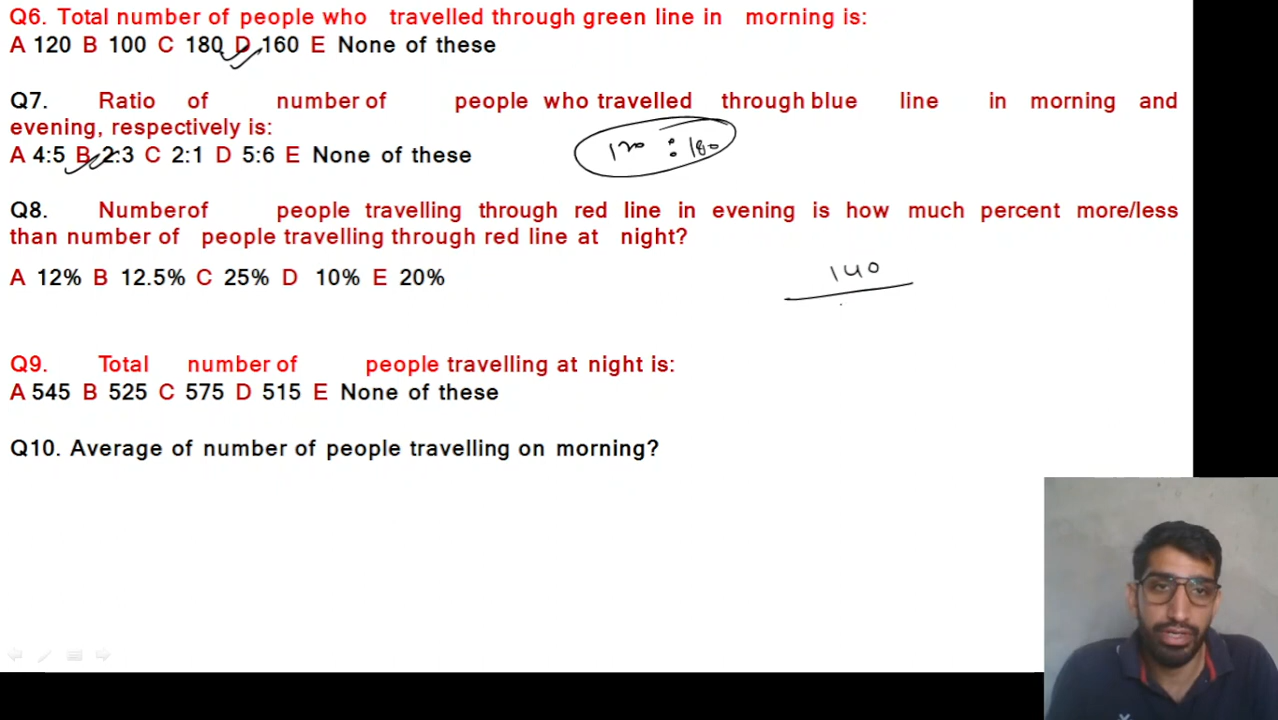 Q6. Total number of people who travelled through green line in morning is:
A 120 B 100 C 180 D 160 E None of these
Q7. Ratio of number of people who travelled through blue line in morning and
evening, respectively is:
120 : 180
A 4:5 B 2:3 C 2:1 D 5:6 E None of these
Q8. Numberof people travelling through red line in evening is how much percent more/less
than number of people travelling through red line at night?
A 12% B 12.5% C 25% D 10% E 20%
140
Q9. Total number of people travelling at night is:
A 545 B 525 C 575 D 515 E None of these
Q10. Average of number of people travelling on morning?